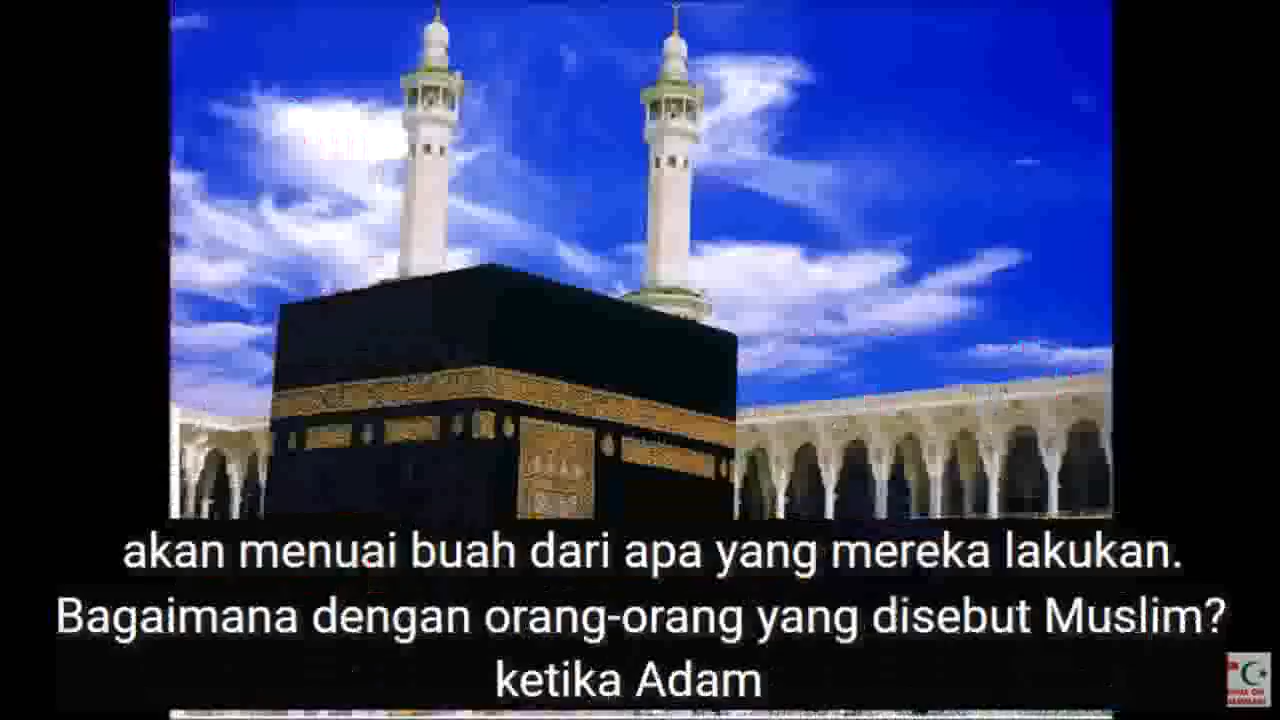 akan menuai buah dari apa yang mereka lakukan.
Bagaimana dengan orang-orang yang disebut Muslim?
ketika Adam